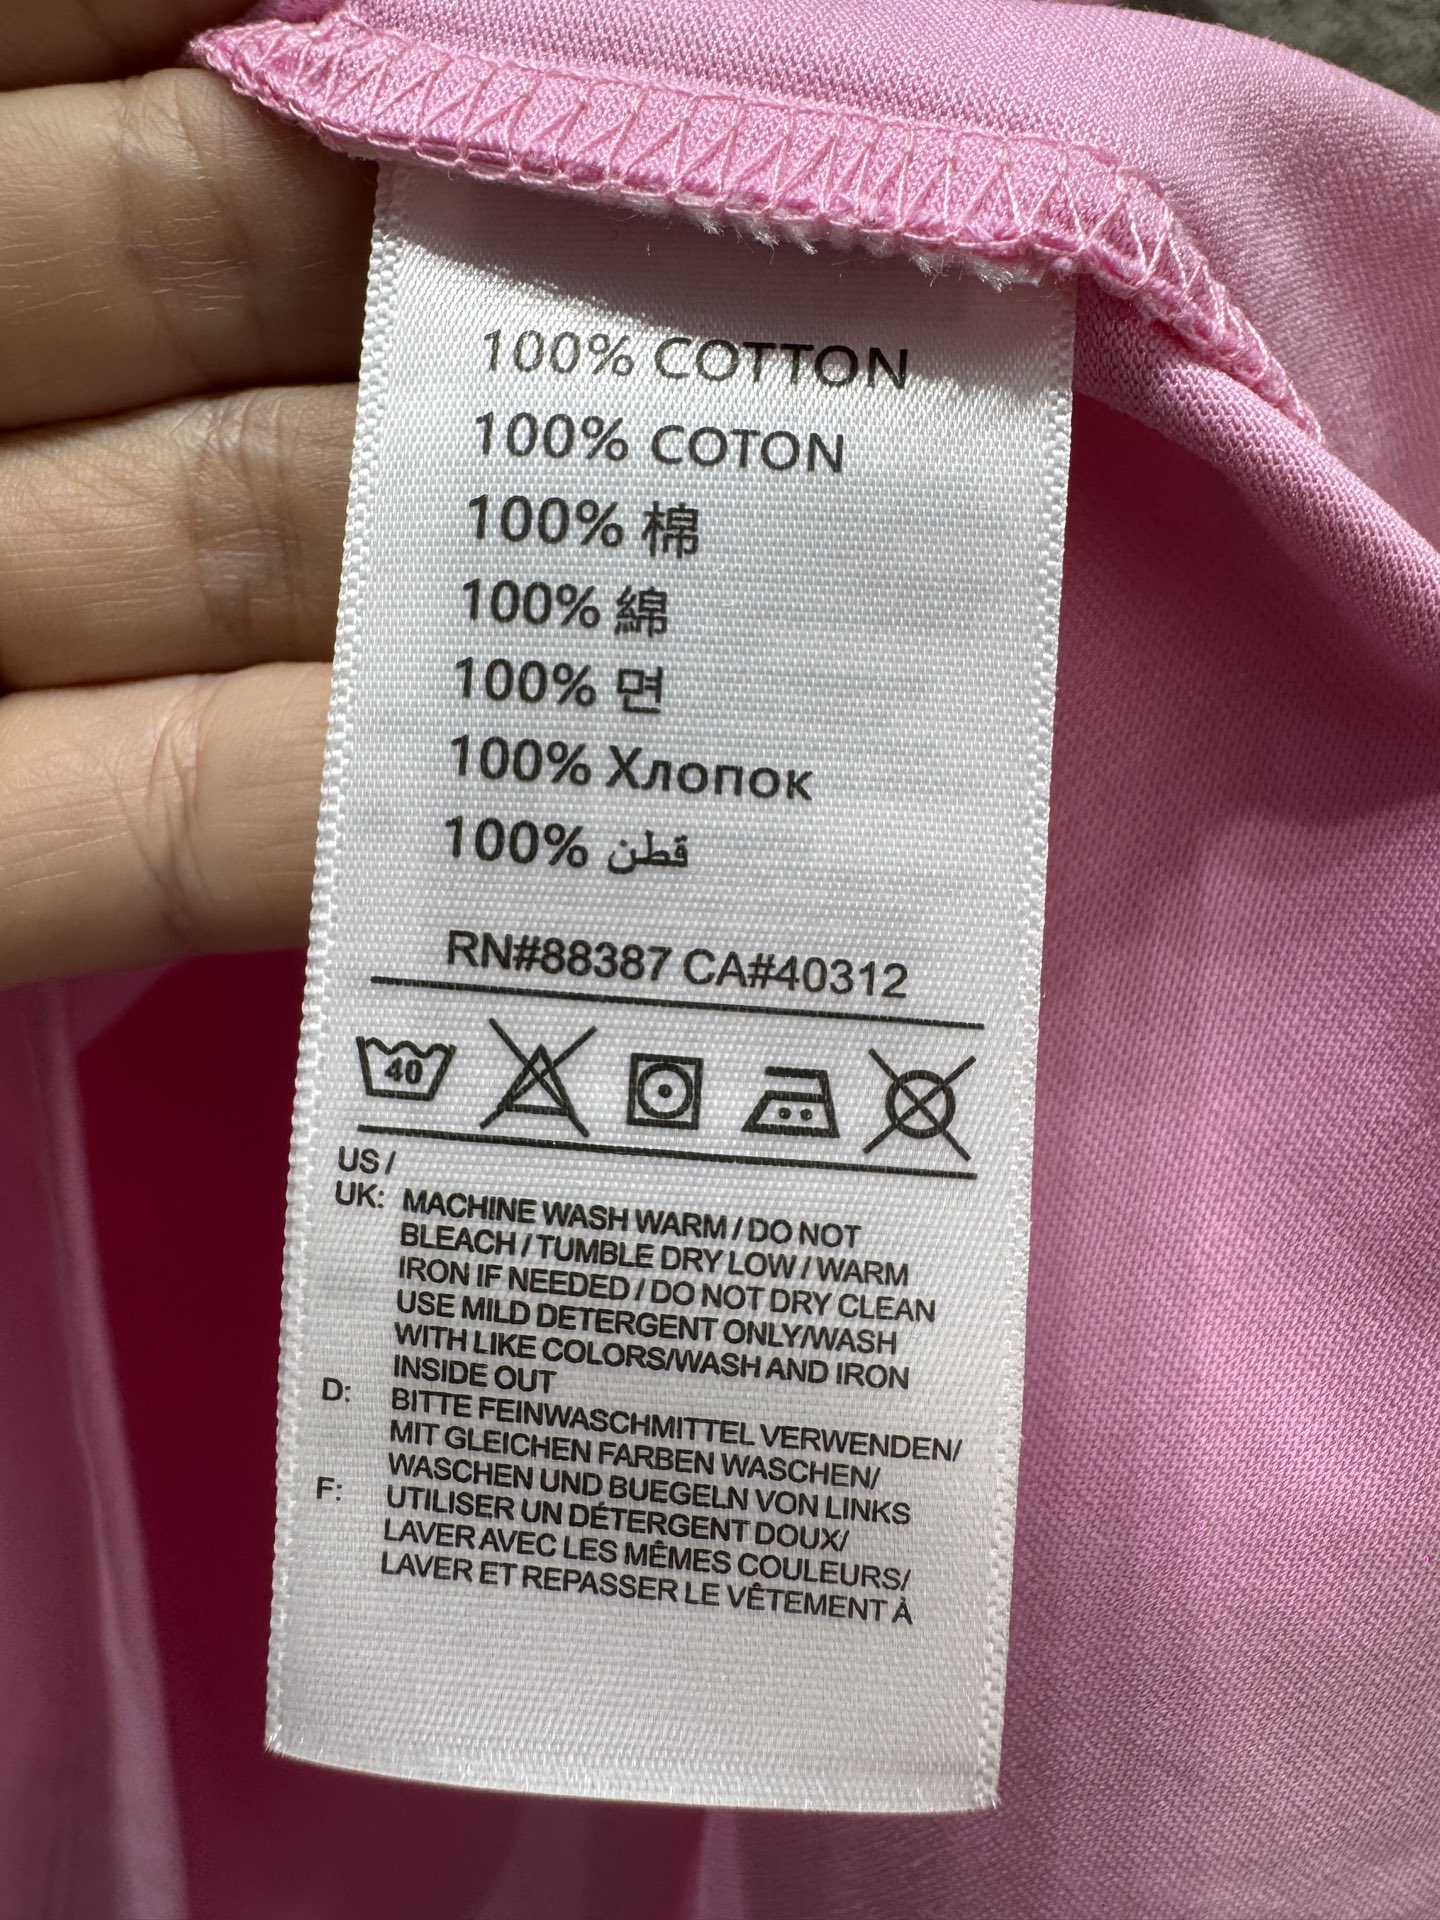 100% COTTON
100% COTON
100% 棉
100% 綿
100% 면
100% Хлопок
100% قطن
RN#88387 CA#40312
40
US /
UK: MACHINE WASH WARM / DO NOT
BLEACH / TUMBLE DRY LOW / WARM
IRON IF NEEDED / DO NOT DRY CLEAN
USE MILD DETERGENT ONLY/WASH
WITH LIKE COLORS/WASH AND IRON
INSIDE OUT
D: BITTE FEINWASCHMITTEL VERWENDEN/
MIT GLEICHEN FARBEN WASCHEN/
WASCHEN UND BUEGELN VON LINKS
F: UTILISER UN DÉTERGENT DOUX/
LAVER AVEC LES MÊMES COULEURS/
LAVER ET REPASSER LE VÊTEMENT À